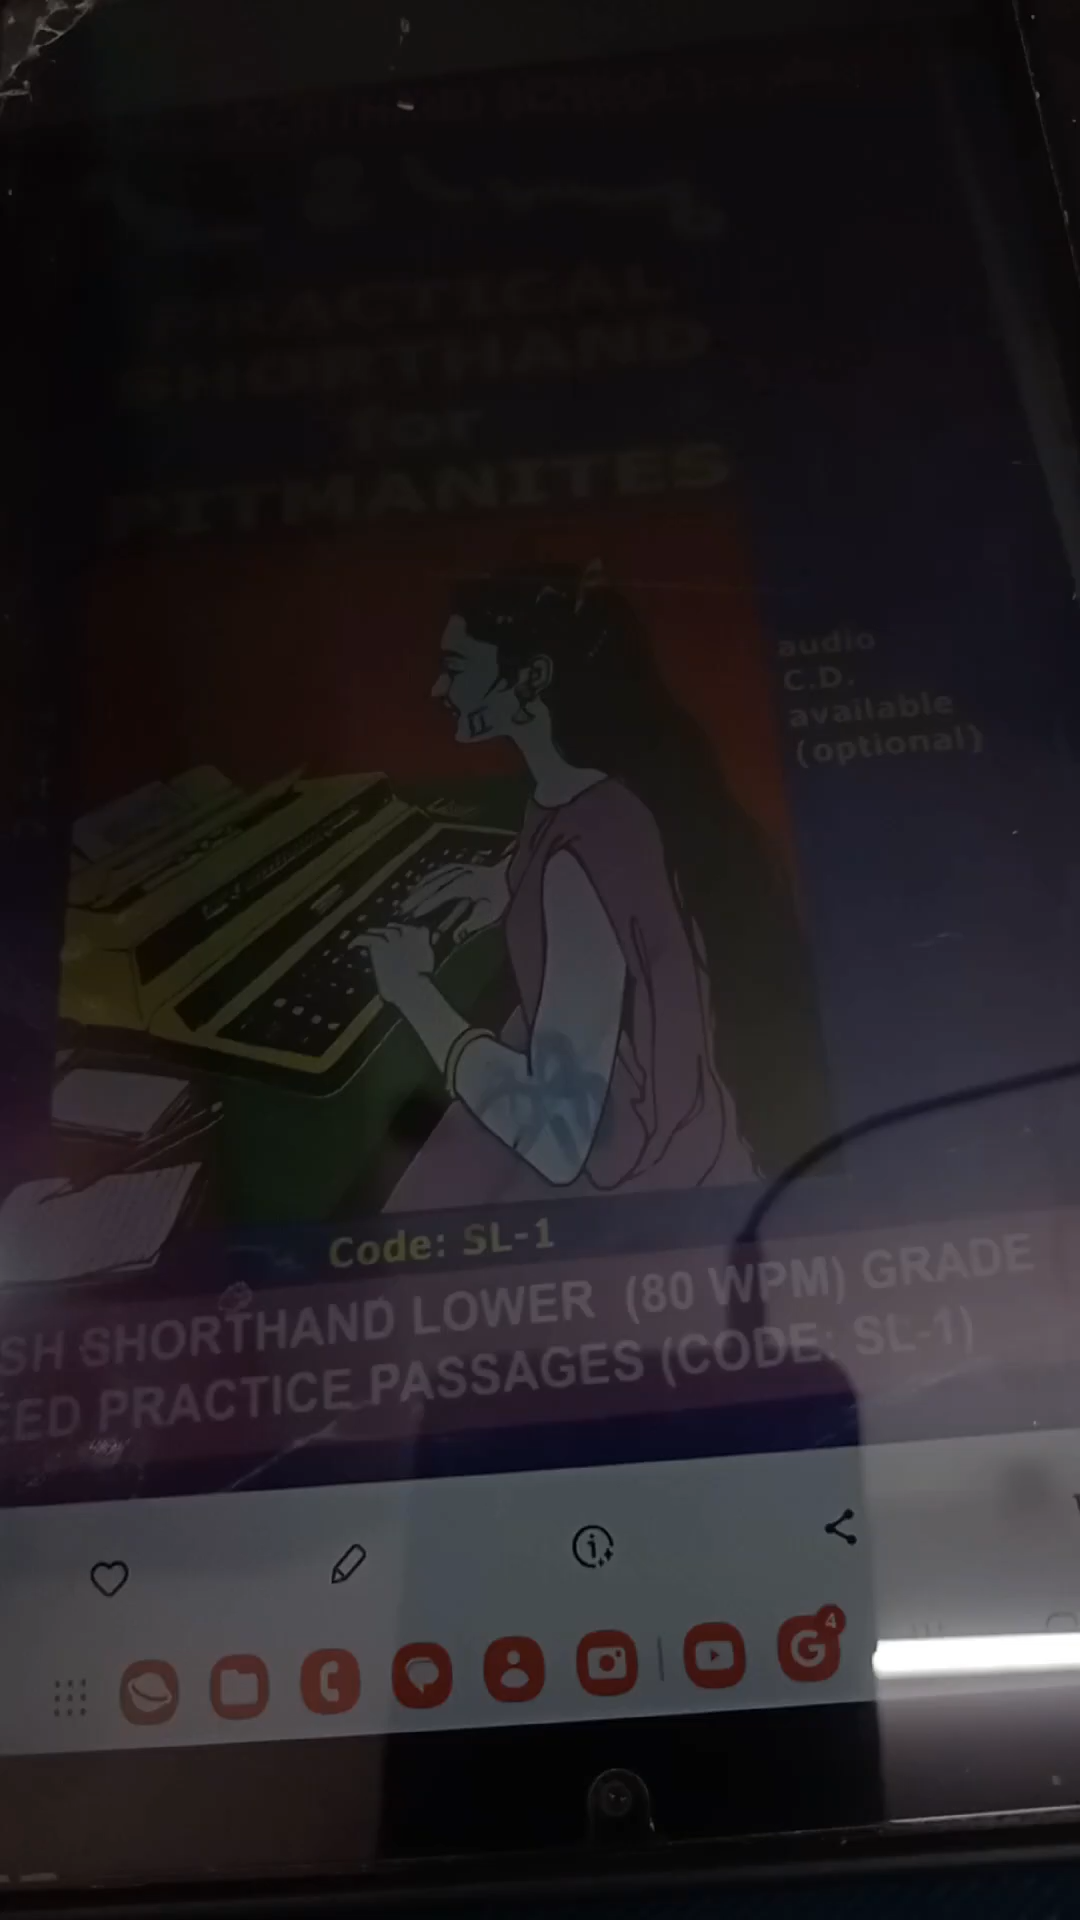 PRACTICAL
SHORTHAND
for
PITMANITES
audio
C.D.
available
(optional)
Code: SL-1
SH SHORTHAND LOWER (80 WPM) GRADE
EED PRACTICE PASSAGES (CODE: SL-1)
4